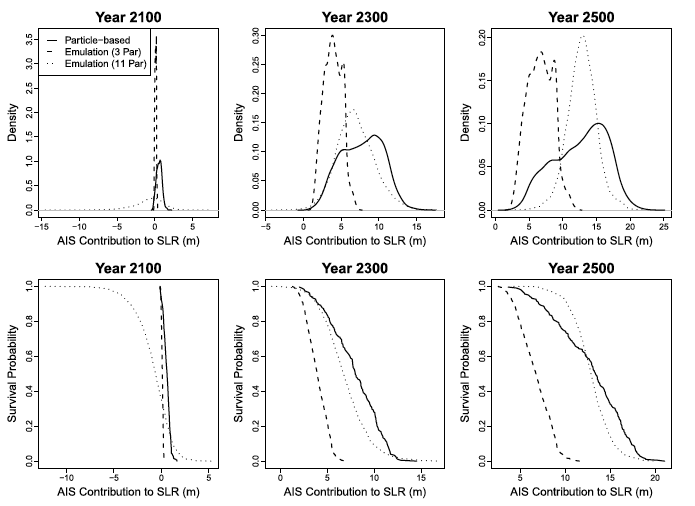 Year 2100
Density
0.0 0.5 1.0 1.5 2.0 2.5 3.0 3.5
Particle−based
Emulation (3 Par)
Emulation (11 Par)
−15 −10 −5 0 5
AIS Contribution to SLR (m)
Year 2300
Density
0.00 0.05 0.10 0.15 0.20 0.25 0.30
−5 0 5 10 15
AIS Contribution to SLR (m)
Year 2500
Density
0.00 0.05 0.10 0.15 0.20
0 5 10 15 20 25
AIS Contribution to SLR (m)
Year 2100
Survival Probability
0.0 0.2 0.4 0.6 0.8 1.0
−10 −5 0 5
AIS Contribution to SLR (m)
Year 2300
Survival Probability
0.0 0.2 0.4 0.6 0.8 1.0
0 5 10 15
AIS Contribution to SLR (m)
Year 2500
Survival Probability
0.0 0.2 0.4 0.6 0.8 1.0
5 10 15 20
AIS Contribution to SLR (m)